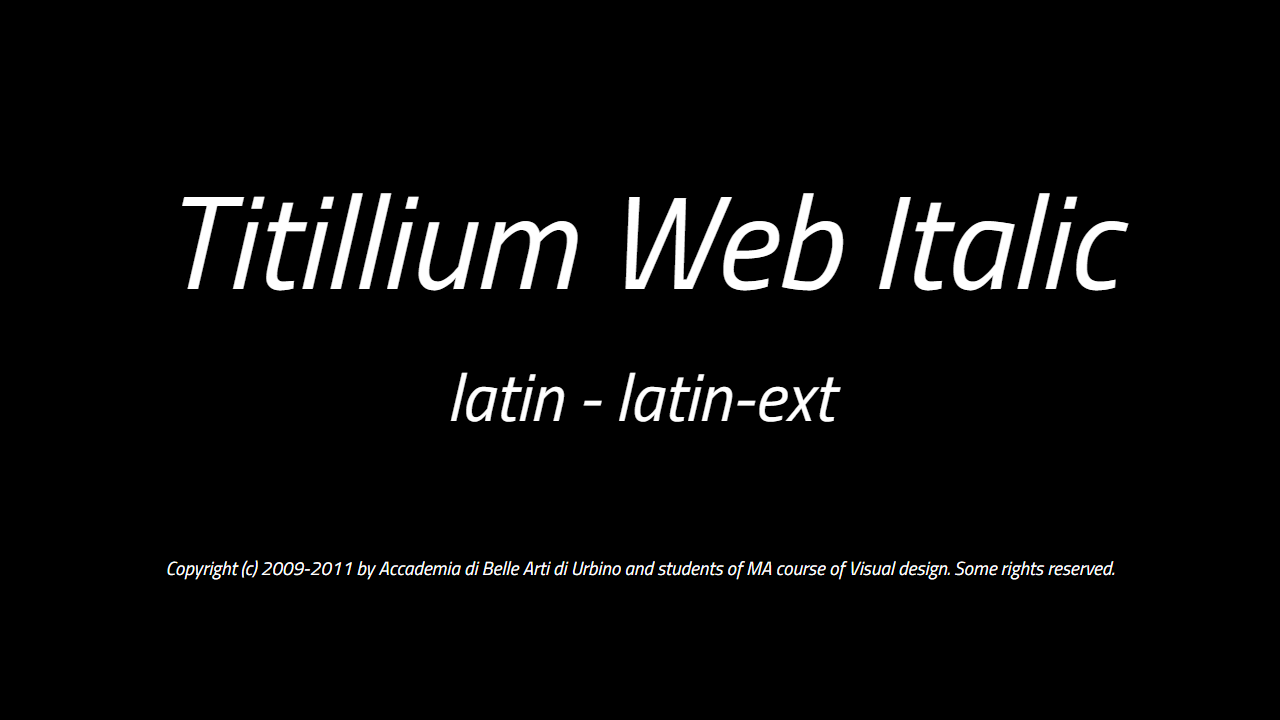 Titillium Web Italic
latin - latin-ext
Copyright (c) 2009-2011 by Accademia di Belle Arti di Urbino and students of MA course of Visual design. Some rights reserved.